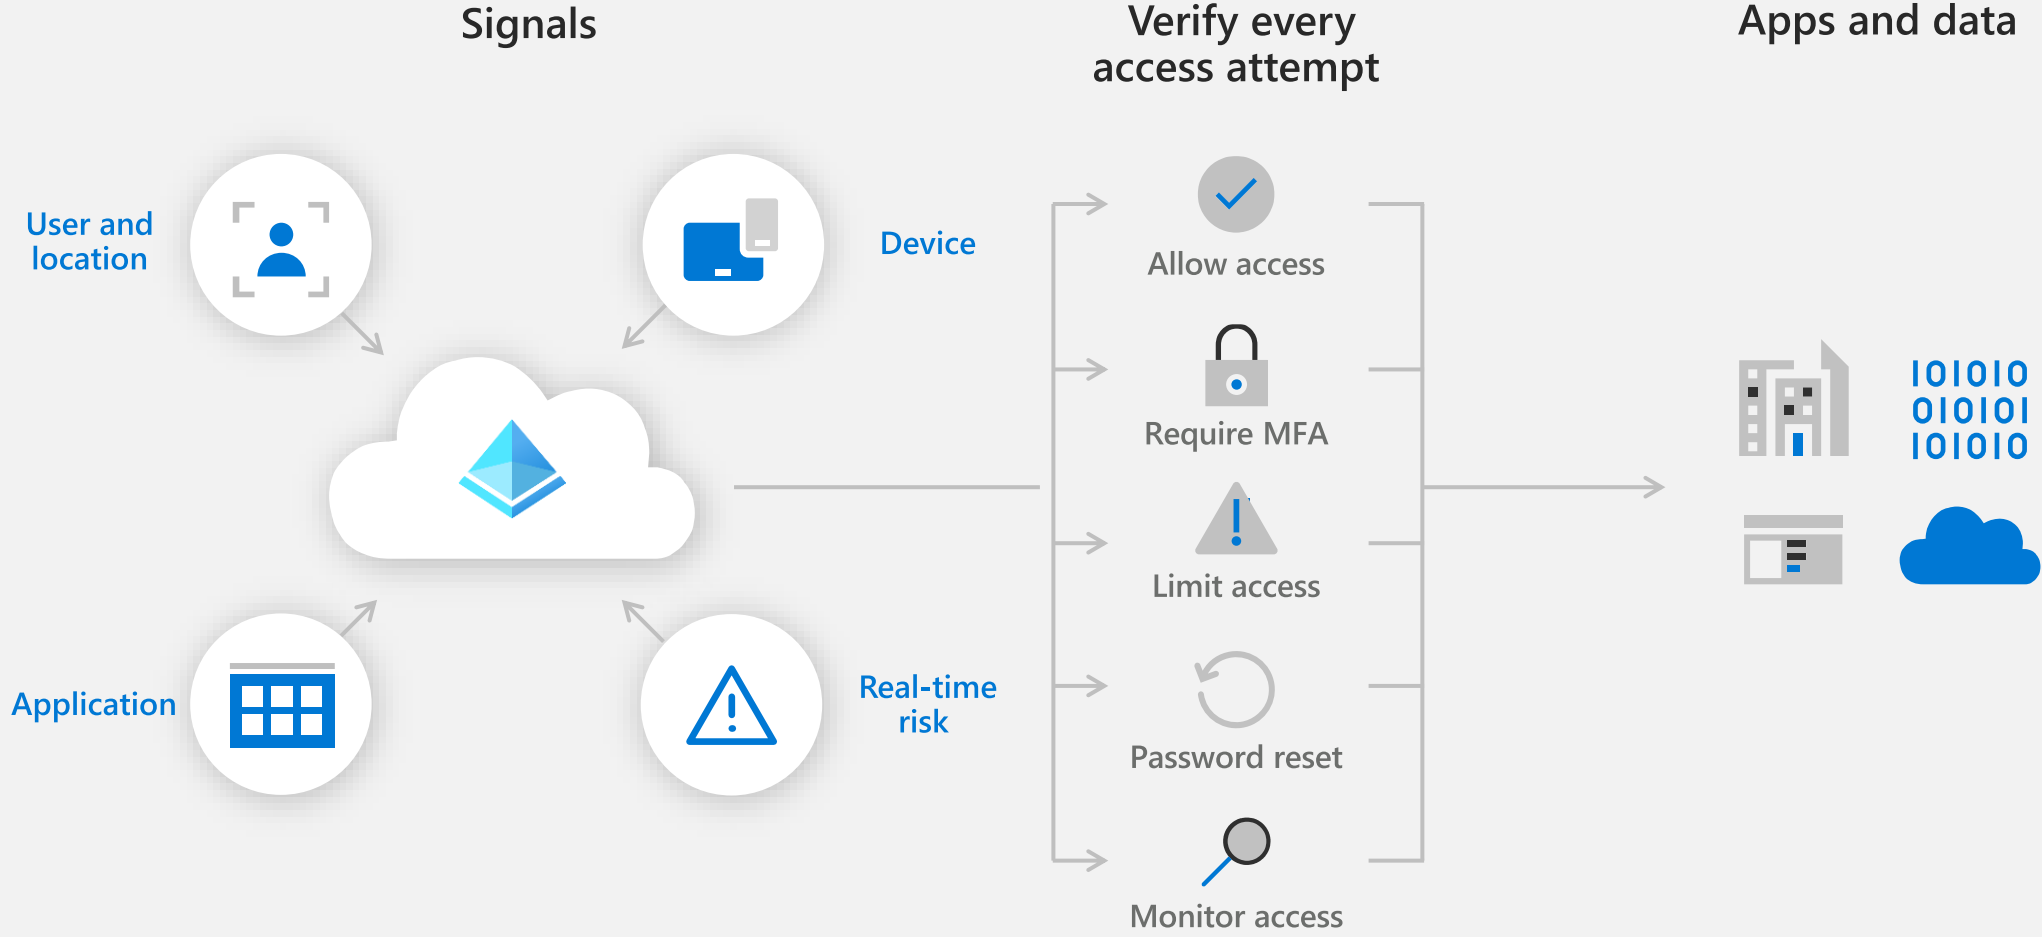 Signals
Verify every
access attempt
Apps and data
User and
location
Device
Application
Real-time
risk
Allow access
Require MFA
Limit access
Password reset
Monitor access
101010
010101
101010